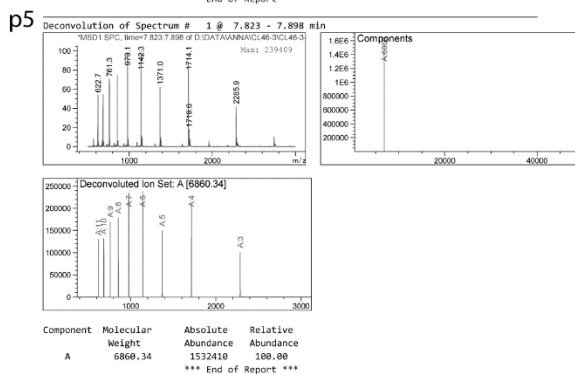 End of Report
p5
Deconvolution of Spectrum # 1 @ 7.823 - 7.898 min
*MSD1 SPC, time=7.823:7.898 of D:\DATA\ANNA\CL46-3\CL46-3-
Max: 239409
100
80
60
40
20
0
622.7
761.3
979.1
1142.3
1371.0
1714.1
1719.0
2285.9
m/z
Components
1.6E6
1.4E6
1.2E6
1E6
800000
600000
400000
200000
A:6860
20000
40000
Deconvoluted Ion Set: A [6860.34]
250000
200000
150000
100000
50000
0
A:11
A:10
A:9
A:8
A:7
A:6
A:5
A:4
A:3
1000
2000
3000
Component Molecular Absolute Relative
Weight Abundance Abundance
A 6860.34 1532410 100.00
*** End of Report ***